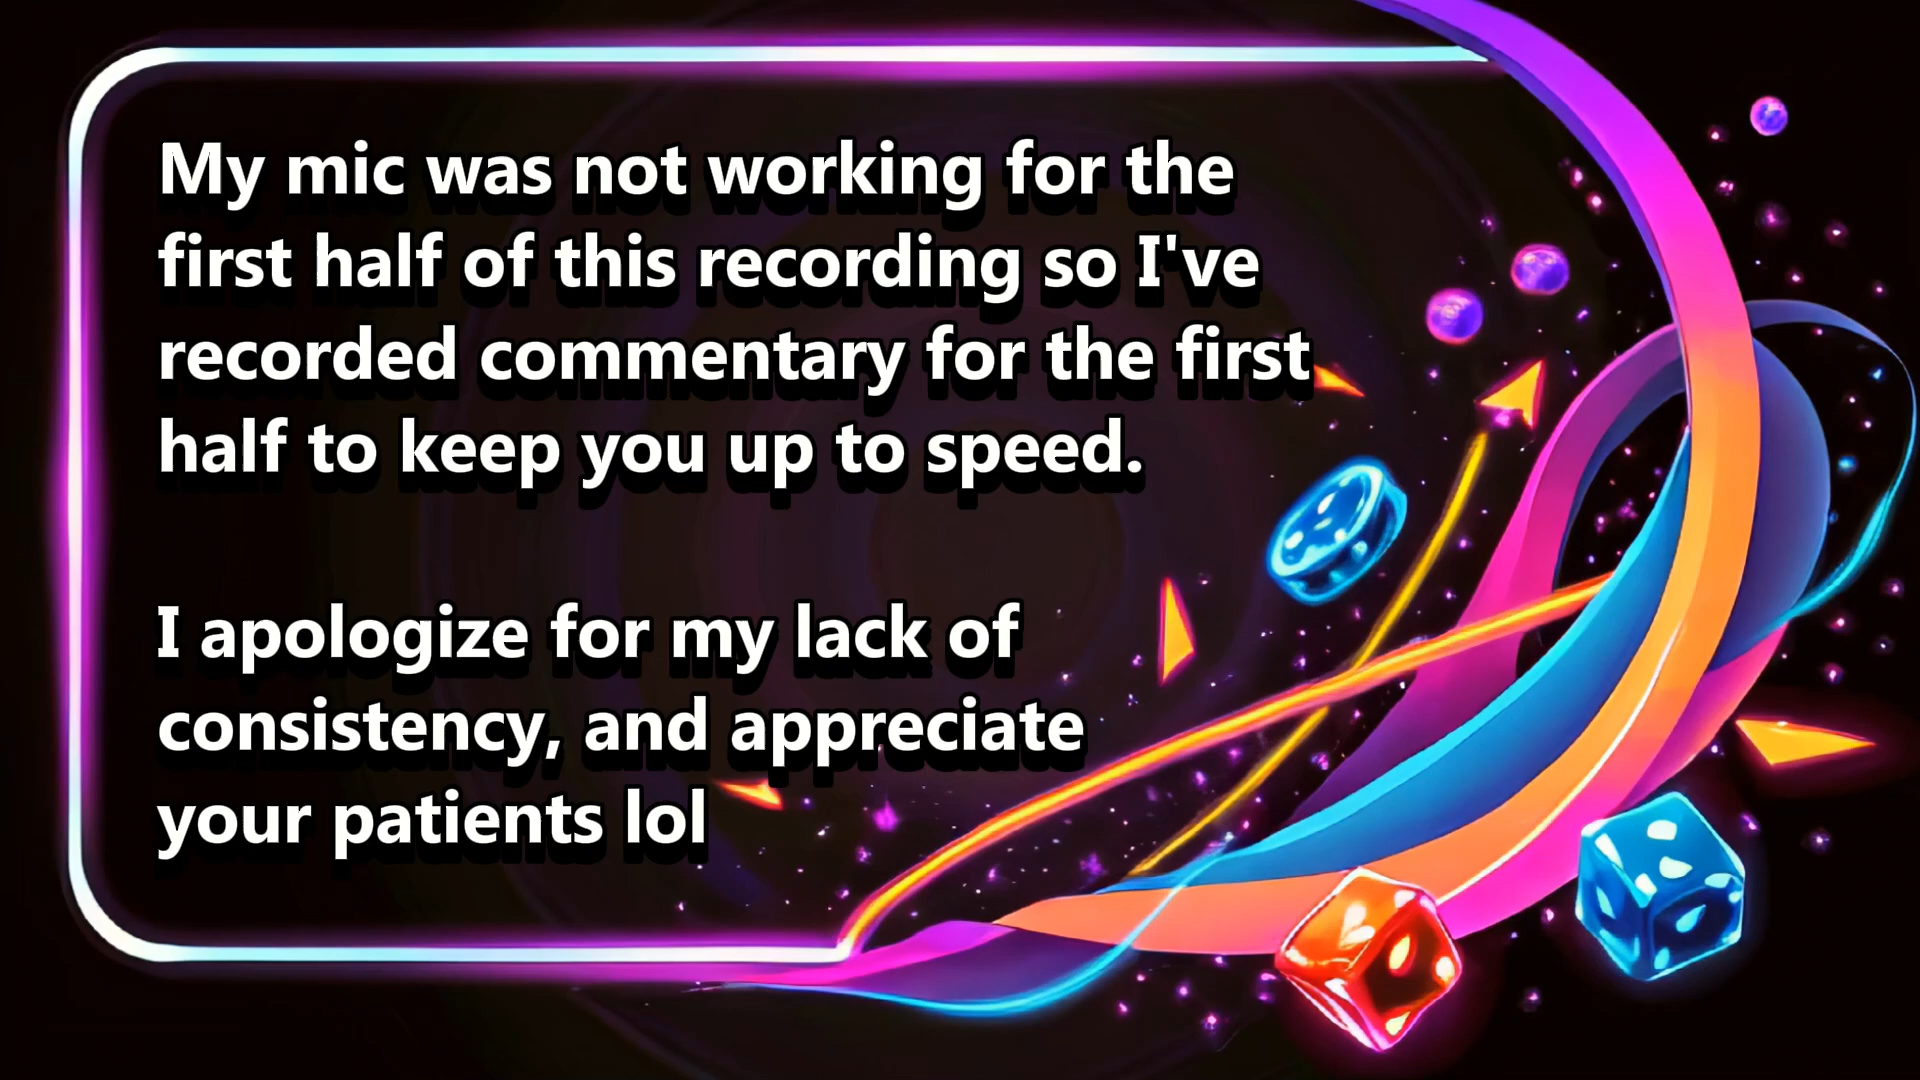 My mic was not working for the
first half of this recording so I've
recorded commentary for the first
half to keep you up to speed.
I apologize for my lack of
consistency, and appreciate
your patients lol